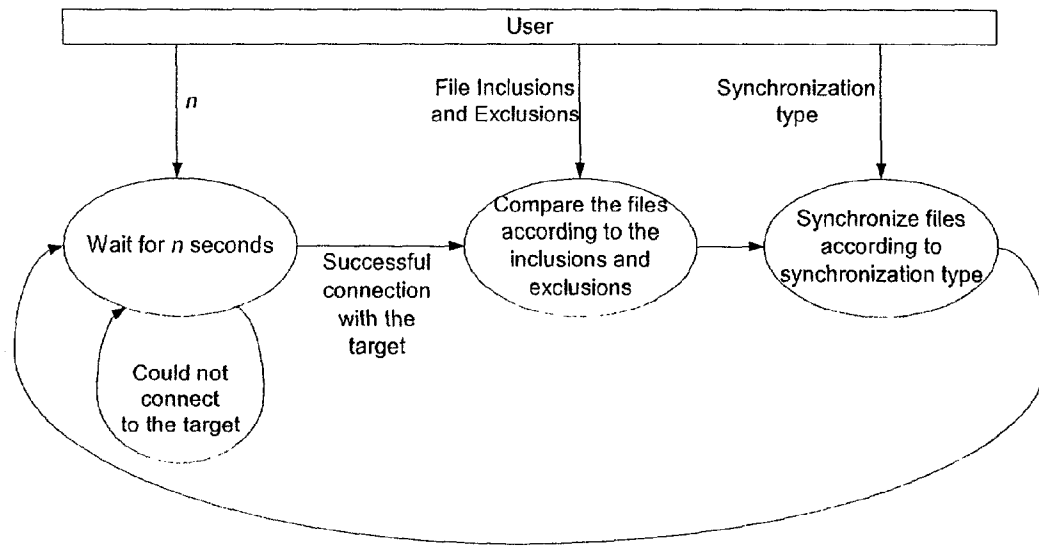 User
n
File Inclusions
and Exclusions
Synchronization
type
Wait for n seconds
Successful
connection
with the
target
Compare the files
according to the
inclusions and
exclusions
Synchronize files
according to
synchronization type
Could not
connect
to the target